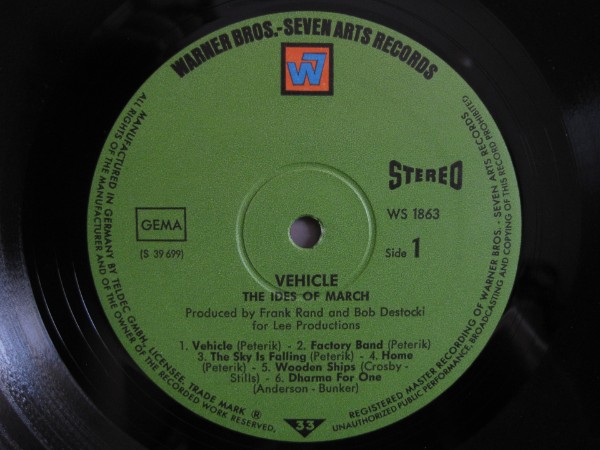 WARNER BROS.-SEVEN ARTS RECORDS
W7
STEREO
WS 1863
Side 1
GEMA
(S 39 699)
VEHICLE
THE IDES OF MARCH
Produced by Frank Rand and Bob Destocki
for Lee Productions
1. Vehicle (Peterik) - 2. Factory Band (Peterik)
3. The Sky Is Falling (Peterik) - 4. Home
(Peterik) - 5. Wooden Ships (Crosby -
Stills) - 6. Dharma For One
(Anderson - Bunker)
33
MANUFACTURED IN GERMANY BY TELDEC GMBH, LICENSEE, TRADE MARK ®
ALL RIGHTS OF THE MANUFACTURER AND OF THE OWNER OF THE RECORDED WORK RESERVED,
REGISTERED MASTER RECORDING OF WARNER BROS. - SEVEN ARTS RECORDS
UNAUTHORIZED PUBLIC PERFORMANCE, BROADCASTING AND COPYING OF THIS RECORD PROHIBITED